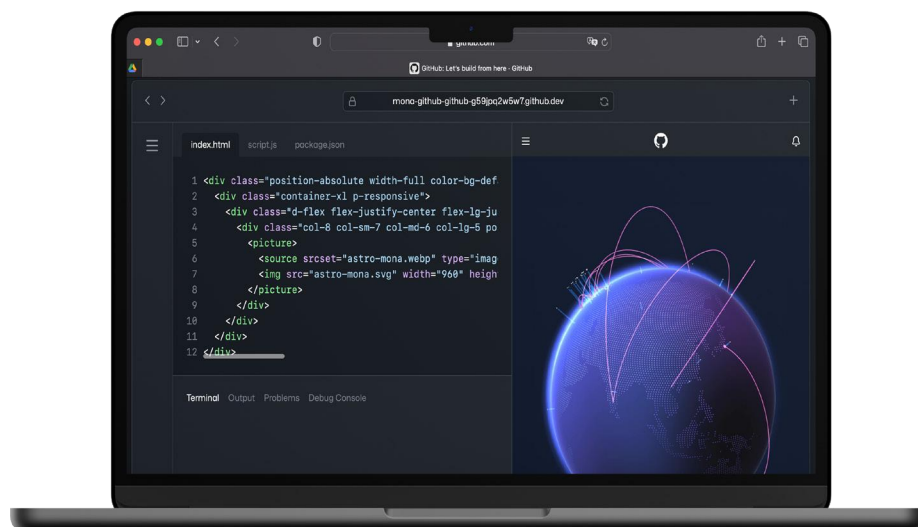 github.com
GitHub: Let's build from here · GitHub
mona-github-github-g59jpq2w5w7.github.dev
index.html script.js package.json
1 <div class="position-absolute width-full color-bg-def
2 <div class="container-xl p-responsive">
3 <div class="d-flex flex-justify-center flex-lg-ju
4 <div class="col-8 col-sm-7 col-md-6 col-lg-5 po
5 <picture>
6 <source srcset="astro-mona.webp" type="imag
7 <img src="astro-mona.svg" width="960" heigh
8 </picture>
9 </div>
10 </div>
11 </div>
12 </div>
Terminal Output Problems Debug Console